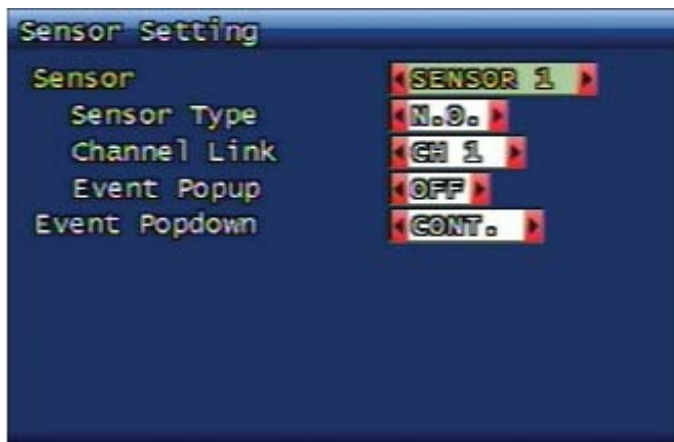 Sensor Setting
Sensor SENSOR 1
Sensor Type N.O.
Channel Link CH 1
Event Popup OFF
Event Popdown CONT.